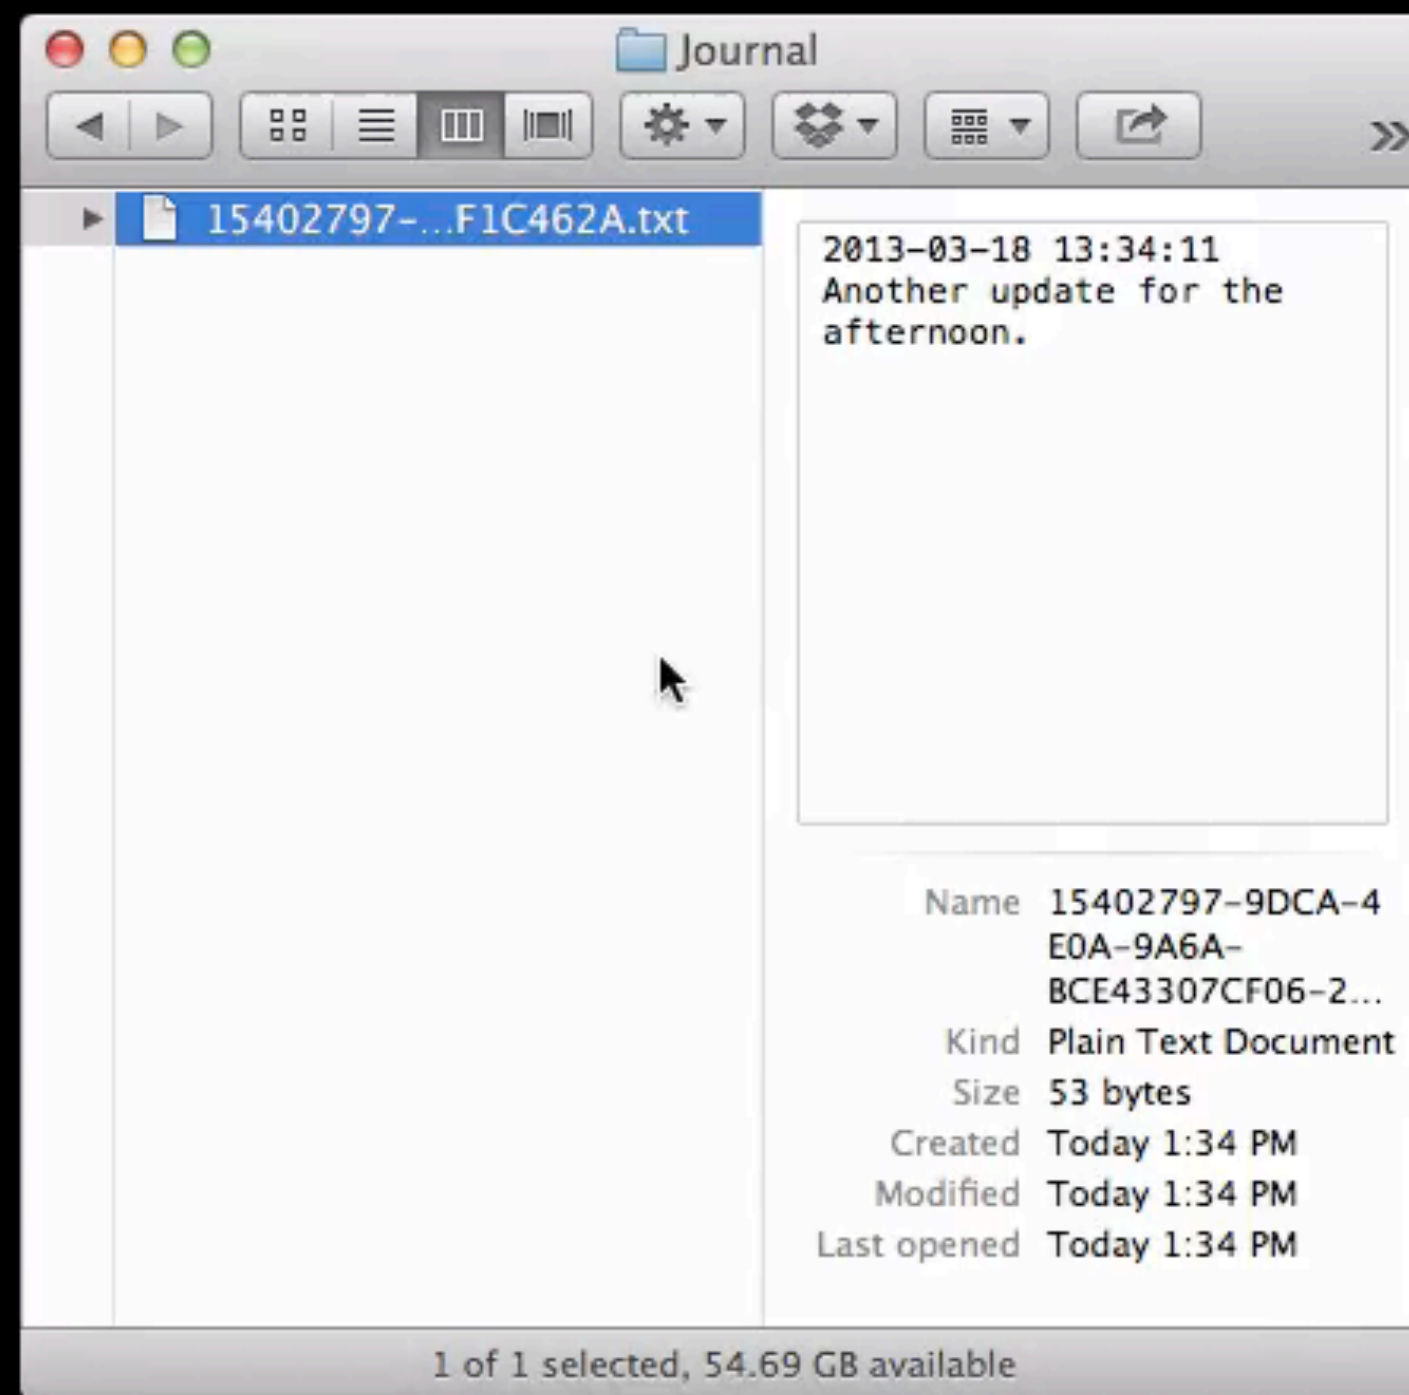 Journal
15402797-...F1C462A.txt
2013-03-18 13:34:11
Another update for the
afternoon.
Name 15402797-9DCA-4
E0A-9A6A-
BCE43307CF06-2...
Kind Plain Text Document
Size 53 bytes
Created Today 1:34 PM
Modified Today 1:34 PM
Last opened Today 1:34 PM
1 of 1 selected, 54.69 GB available